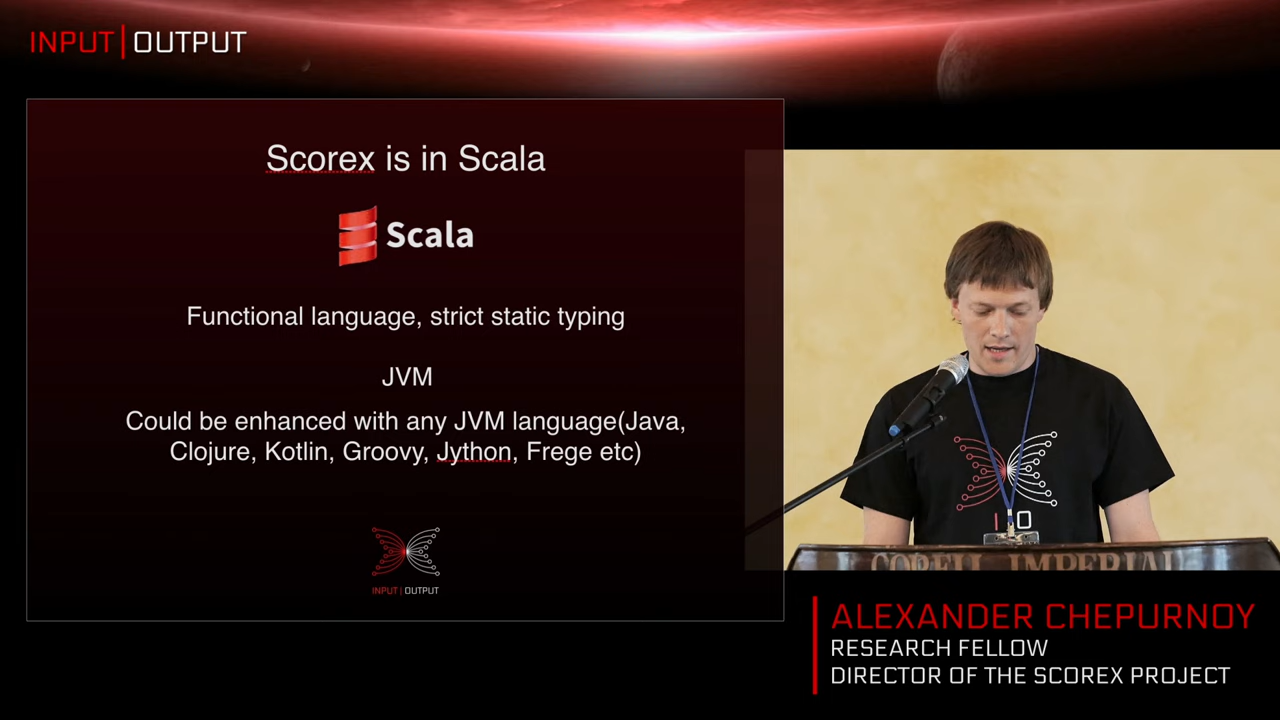 INPUT|OUTPUT
Scorex is in Scala
Scala
Functional language, strict static typing
JVM
Could be enhanced with any JVM language(Java,
Clojure, Kotlin, Groovy, Jython, Frege etc)
INPUT|OUTPUT
I O
CORELL IMPERIAL
ALEXANDER CHEPURNOY
RESEARCH FELLOW
DIRECTOR OF THE SCOREX PROJECT